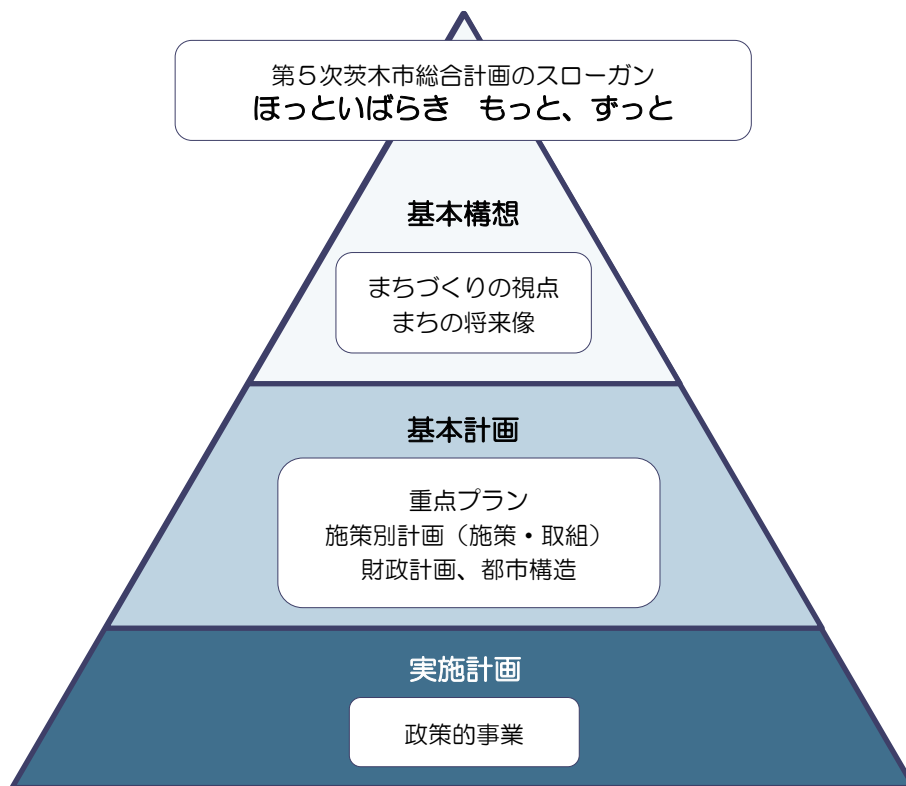 第５次茨木市総合計画のスローガン
ほっといばらき　もっと、ずっと
基本構想
まちづくりの視点
まちの将来像
基本計画
重点プラン
施策別計画（施策・取組）
財政計画、都市構造
実施計画
政策的事業